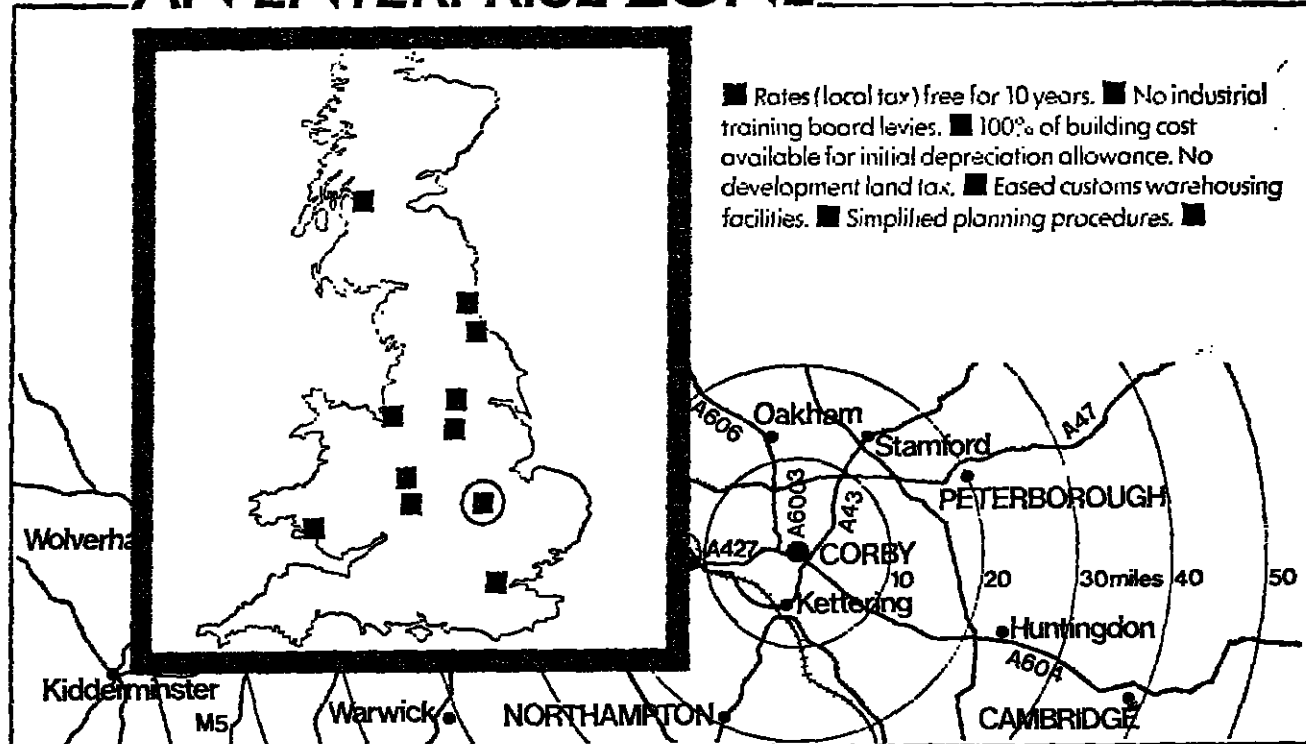 AN ENTERPRISE ZONE
■ Rates (local tax) free for 10 years. ■ No industrial
training board levies. ■ 100% of building cost
available for initial depreciation allowance. No
development land tax. ■ Eased customs warehousing
facilities. ■ Simplified planning procedures. ■
A606
Oakham
Stamford
A47
A6003
A43
PETERBOROUGH
Wolverha
A427
CORBY
10
20
30 miles
40
50
Kettering
Huntingdon
A604
Kidderminster
M5
Warwick
NORTHAMPTON
CAMBRIDGE